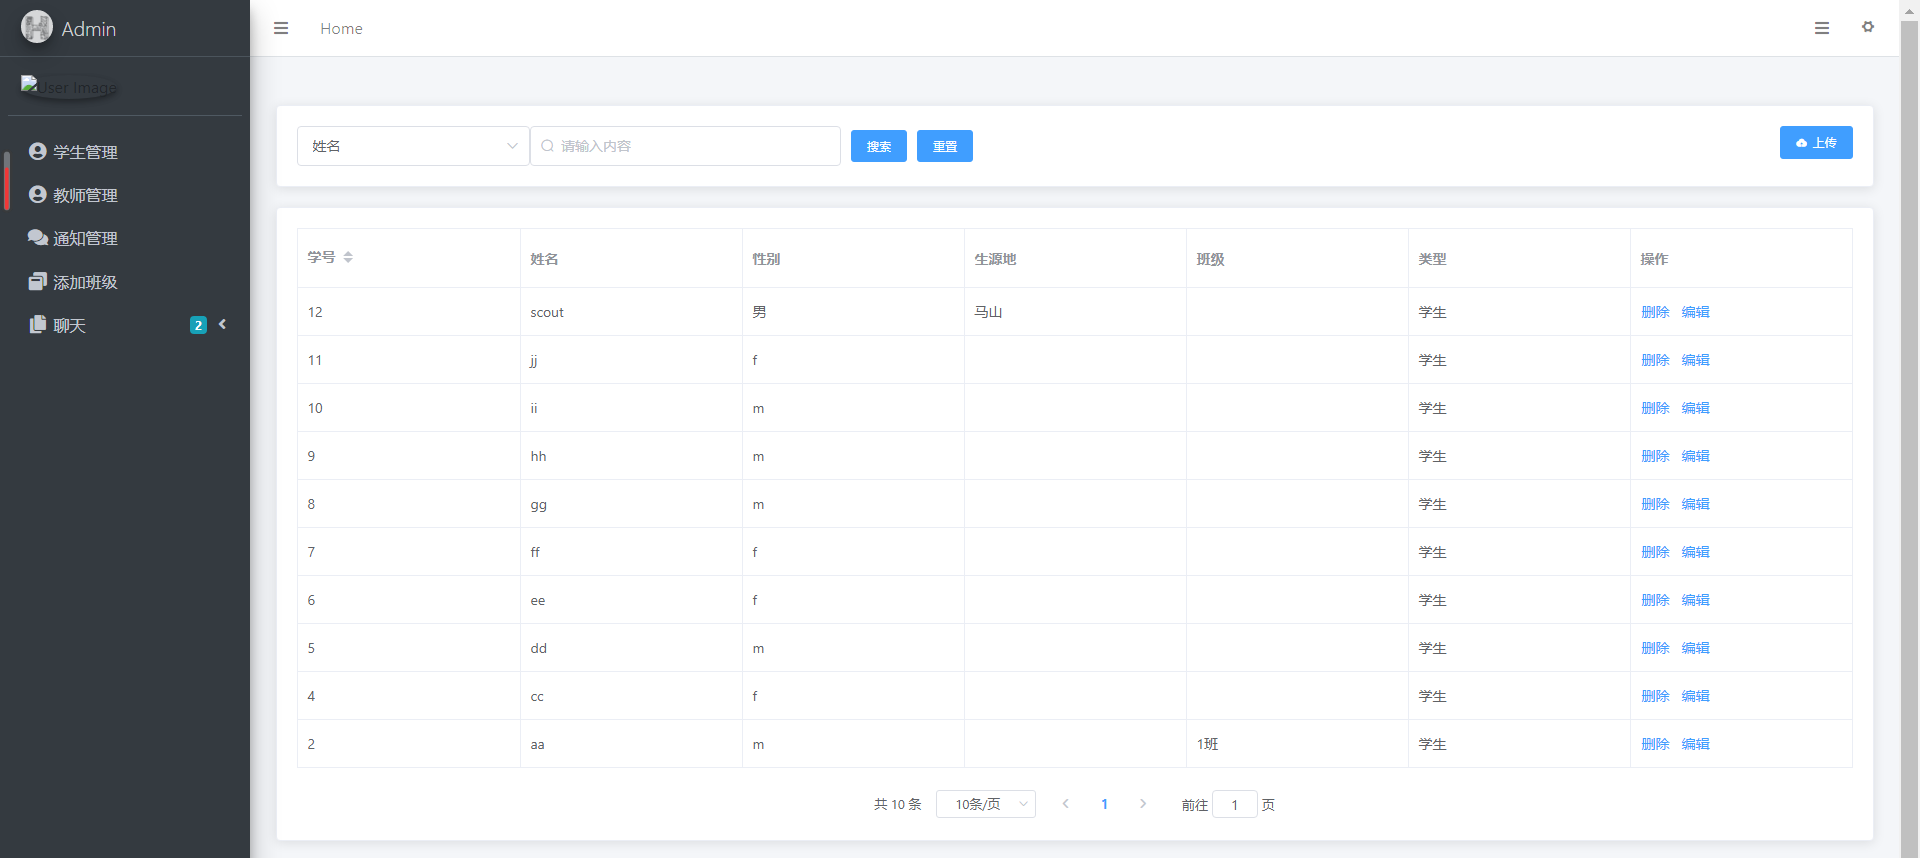 Admin
Home
User Image
学生管理
教师管理
通知管理
添加班级
聊天 2
姓名 请输入内容 搜索 重置 上传
学号 姓名 性别 生源地 班级 类型 操作
12 scout 男 马山 学生 删除 编辑
11 jj f 学生 删除 编辑
10 ii m 学生 删除 编辑
9 hh m 学生 删除 编辑
8 gg m 学生 删除 编辑
7 ff f 学生 删除 编辑
6 ee f 学生 删除 编辑
5 dd m 学生 删除 编辑
4 cc f 学生 删除 编辑
2 aa m 1班 学生 删除 编辑
共 10 条 10条/页 1 前往 1 页